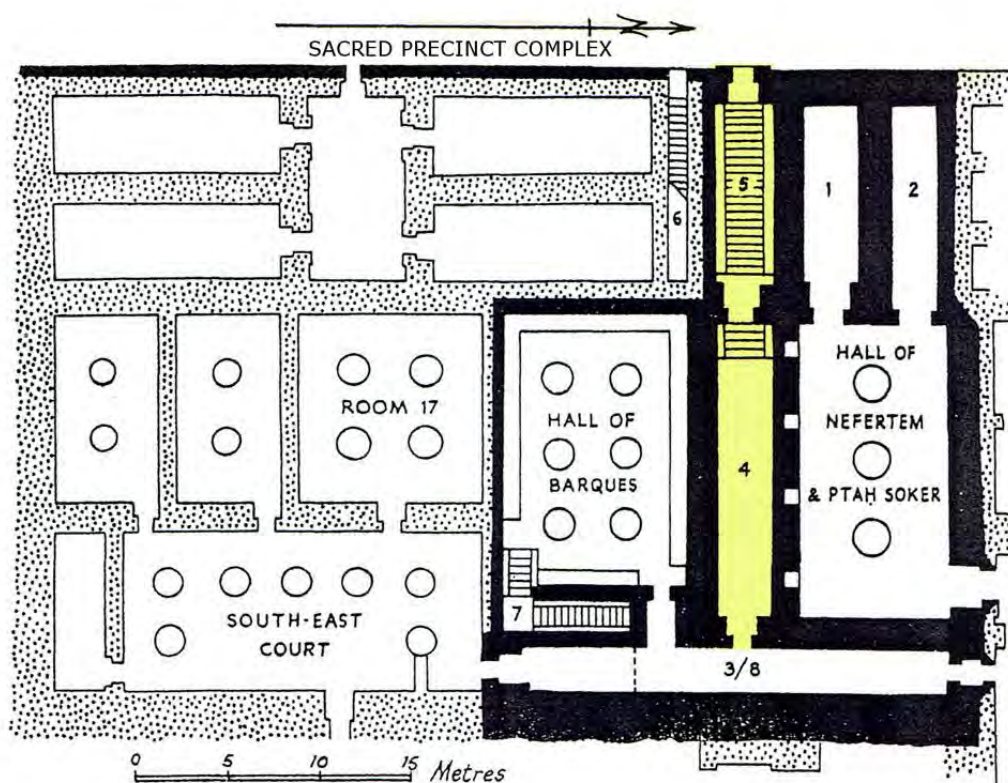 SACRED PRECINCT COMPLEX
5
1
2
6
HALL OF
NEFERTEM
& PTAH SOKER
ROOM 17
HALL OF
BARQUES
4
SOUTH-EAST
COURT
7
3/8
0 5 10 15 Metres